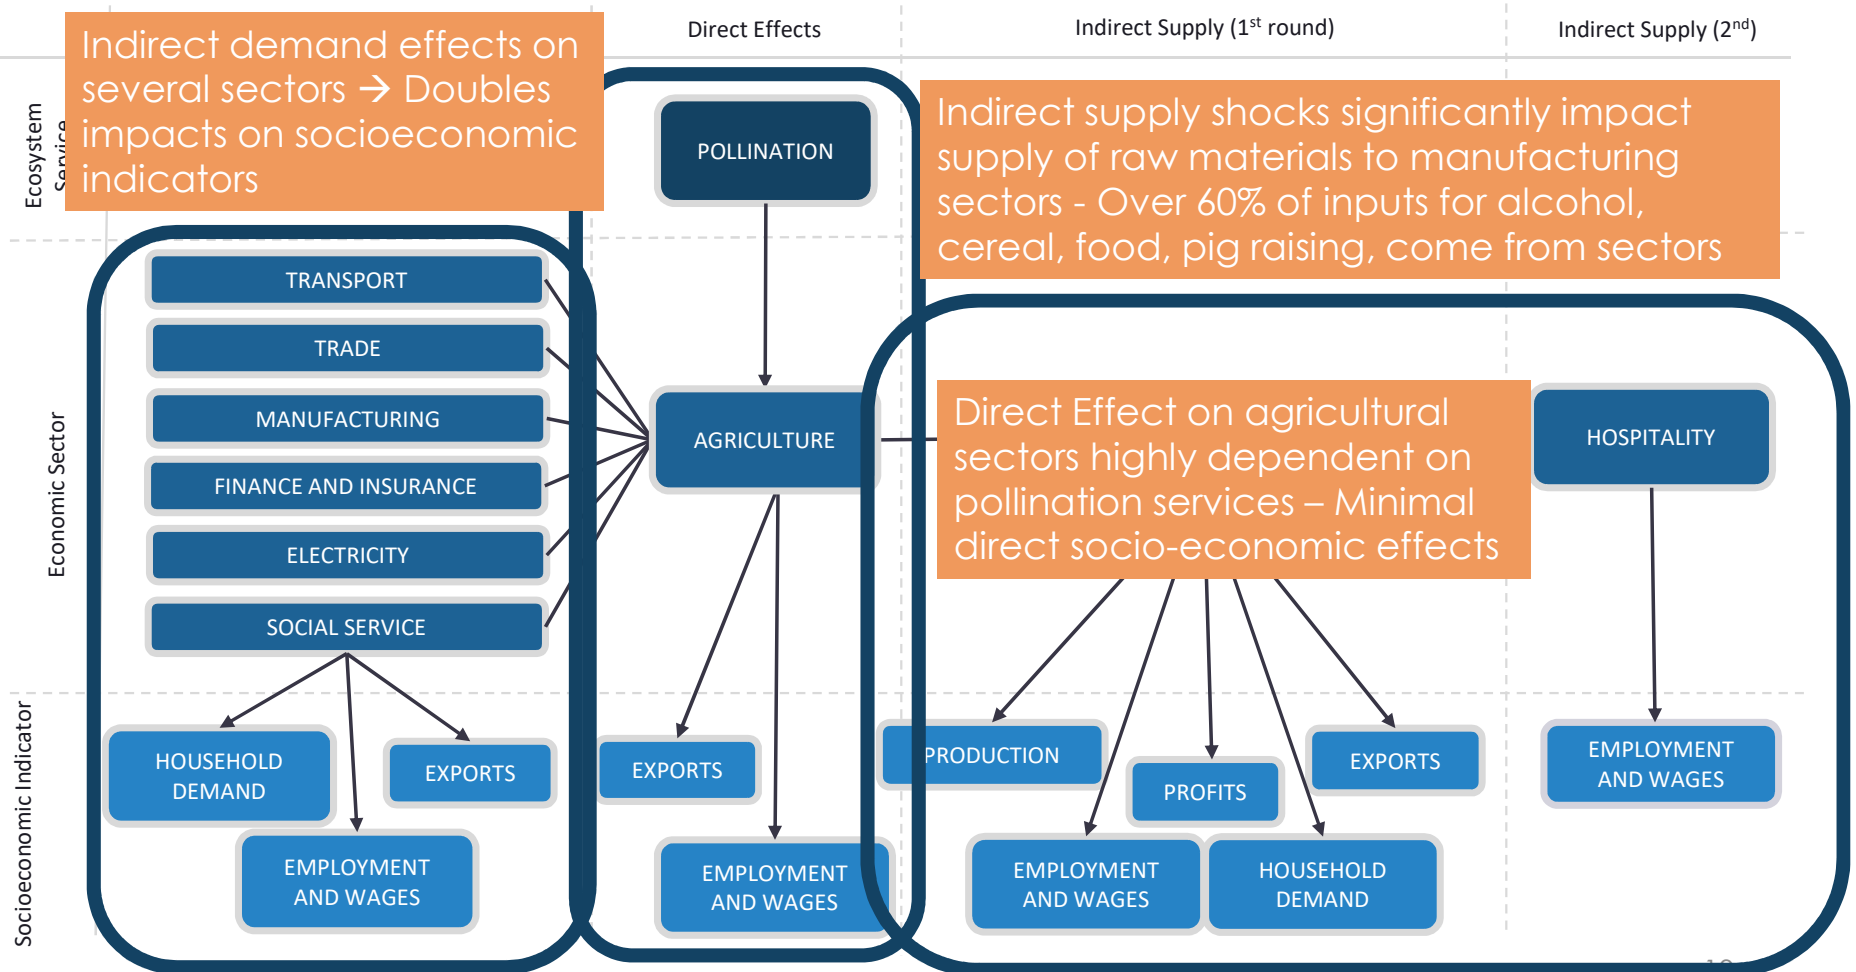 Direct Effects
Indirect Supply (1st round)
Indirect Supply (2nd)
Indirect demand effects on
several sectors → Doubles
impacts on socioeconomic
indicators
Ecosystem
Service
POLLINATION
Indirect supply shocks significantly impact
supply of raw materials to manufacturing
sectors - Over 60% of inputs for alcohol,
cereal, food, pig raising, come from sectors
Economic Sector
TRANSPORT
TRADE
MANUFACTURING
FINANCE AND INSURANCE
ELECTRICITY
SOCIAL SERVICE
AGRICULTURE
Direct Effect on agricultural
sectors highly dependent on
pollination services – Minimal
direct socio-economic effects
HOSPITALITY
Socioeconomic Indicator
HOUSEHOLD
DEMAND
EMPLOYMENT
AND WAGES
EXPORTS
EXPORTS
EMPLOYMENT
AND WAGES
PRODUCTION
EMPLOYMENT
AND WAGES
PROFITS
HOUSEHOLD
DEMAND
EXPORTS
EMPLOYMENT
AND WAGES